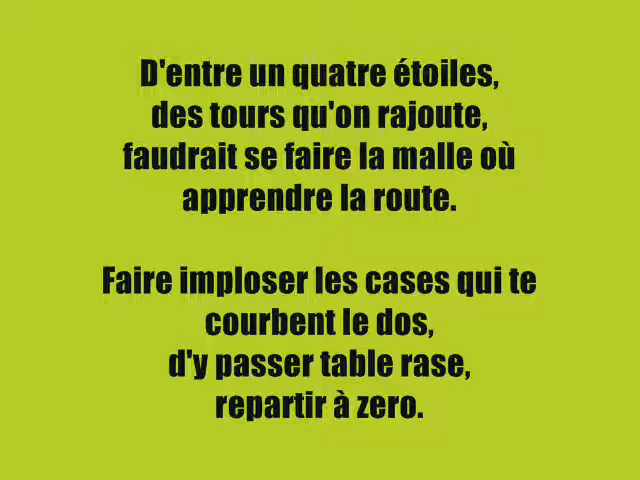 D'entre un quatre étoiles,
des tours qu'on rajoute,
faudrait se faire la malle où
apprendre la route.
Faire imploser les cases qui te
courbent le dos,
d'y passer table rase,
repartir à zero.